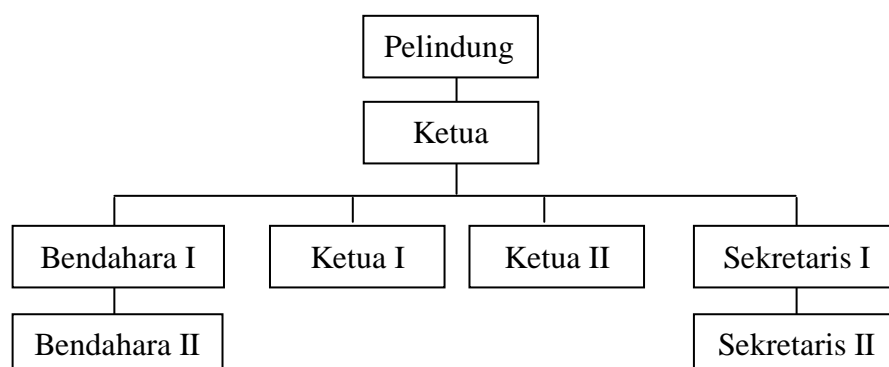 Pelindung
Ketua
Bendahara I
Ketua I
Ketua II
Sekretaris I
Bendahara II
Sekretaris II